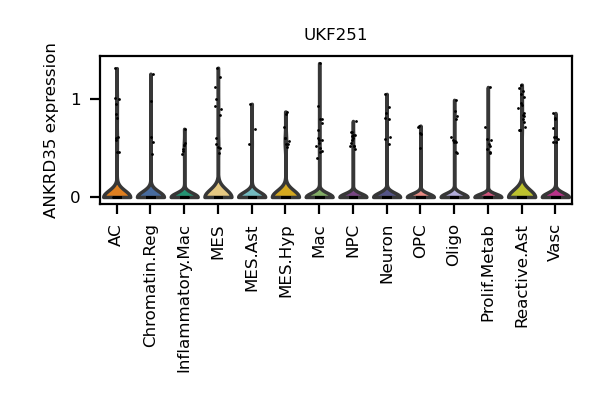 UKF251
ANKRD35 expression
1
0
AC
Chromatin.Reg
Inflammatory.Mac
MES
MES.Ast
MES.Hyp
Mac
NPC
Neuron
OPC
Oligo
Prolif.Metab
Reactive.Ast
Vasc